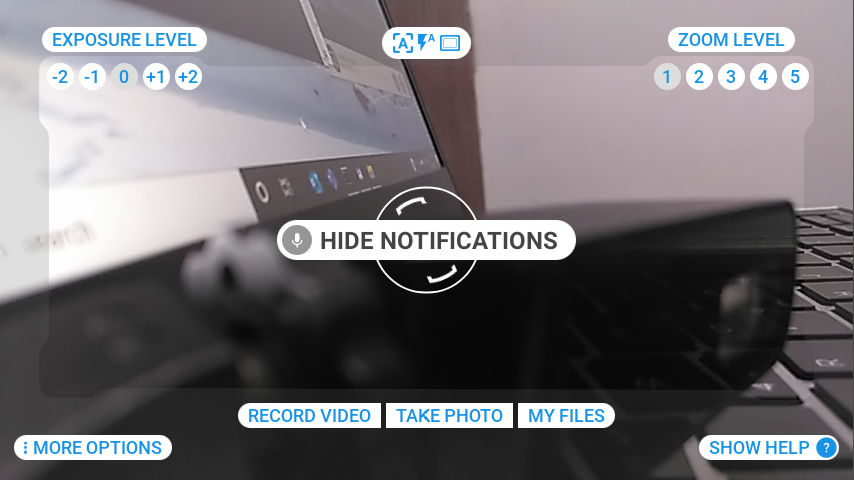 EXPOSURE LEVEL
A
A
ZOOM LEVEL
-2 -1 0 +1 +2
1 2 3 4 5
search
HIDE NOTIFICATIONS
RECORD VIDEO
TAKE PHOTO
MY FILES
MORE OPTIONS
SHOW HELP ?